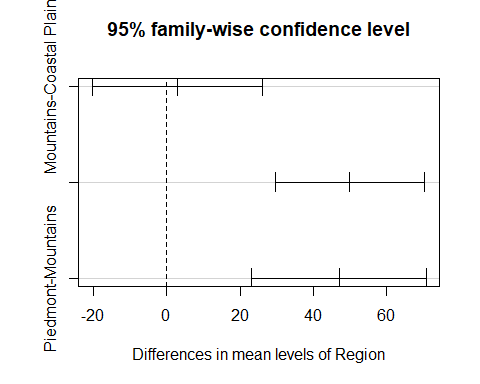 95% family-wise confidence level
Mountains-Coastal Plain
Piedmont-Mountains
-20 0 20 40 60
Differences in mean levels of Region